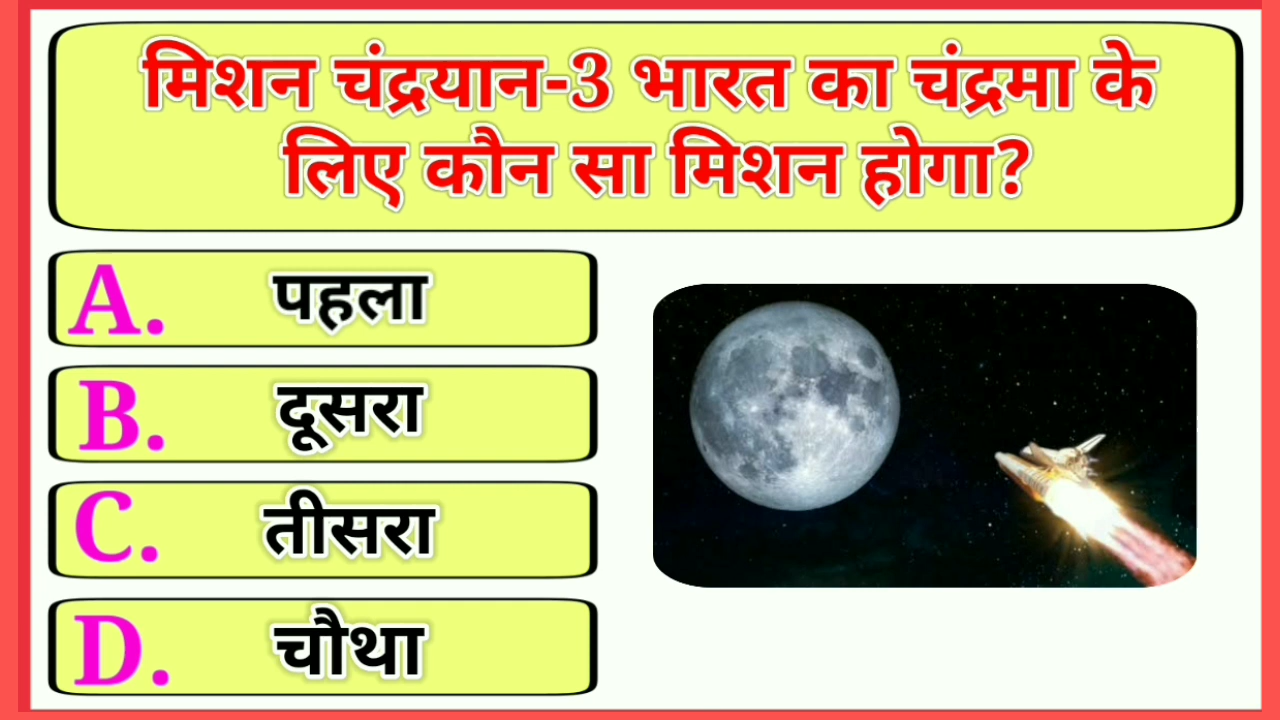 मिशन चंद्रयान-3 भारत का चंद्रमा के
लिए कौन सा मिशन होगा?
A. पहला
B. दूसरा
C. तीसरा
D. चौथा